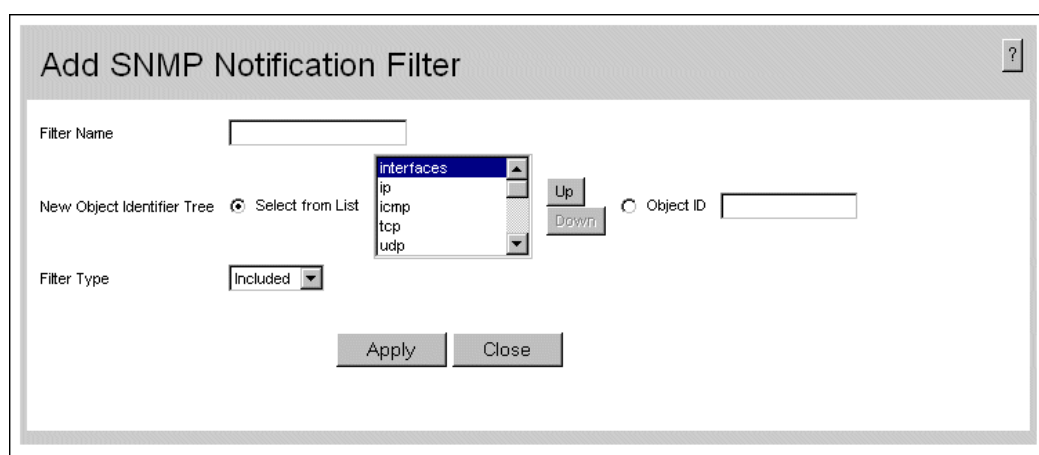 Add SNMP Notification Filter
?
Filter Name
New Object Identifier Tree
Select from List
interfaces
ip
icmp
tcp
udp
Up
Down
Object ID
Filter Type
Included
Apply
Close